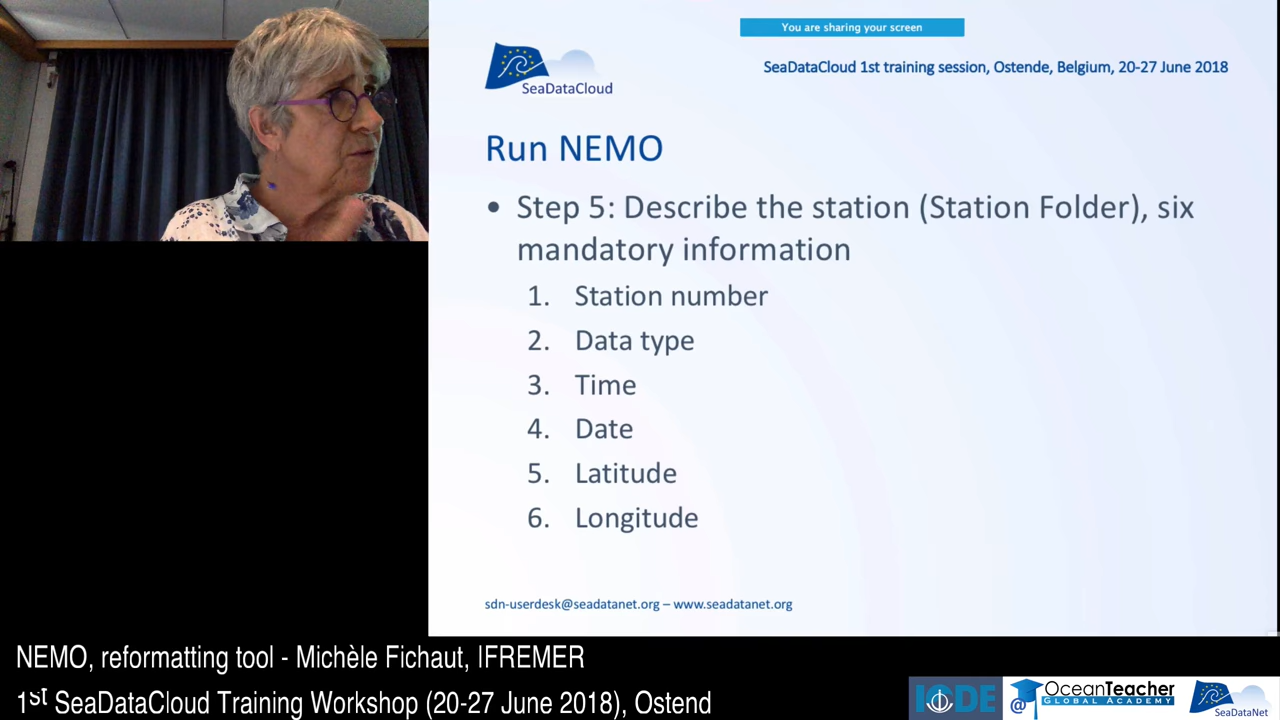 You are sharing your screen
SeaDataCloud 1st training session, Ostende, Belgium, 20-27 June 2018
SeaDataCloud
Run NEMO
• Step 5: Describe the station (Station Folder), six
mandatory information
1. Station number
2. Data type
3. Time
4. Date
5. Latitude
6. Longitude
sdn-userdesk@seadatanet.org – www.seadatanet.org
NEMO, reformatting tool - Michèle Fichaut, IFREMER
1st SeaDataCloud Training Workshop (20-27 June 2018), Ostend
IODE
@ OceanTeacher
GLOBAL ACADEMY
SeaDataNet